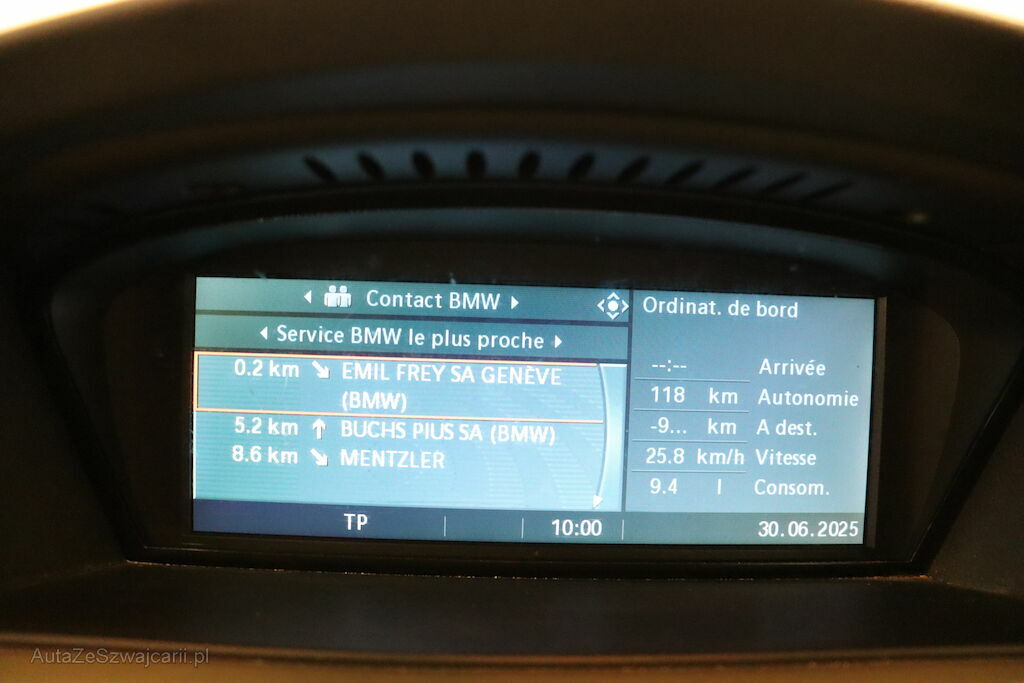 Contact BMW
Service BMW le plus proche
0.2 km EMIL FREY SA GENÈVE
(BMW)
5.2 km BUCHS PIUS SA (BMW)
8.6 km MENTZLER
TP 10:00
Ordinat. de bord
--:-- Arrivée
118 km Autonomie
-9... km A dest.
25.8 km/h Vitesse
9.4 l Consom.
30.06.2025
AutaZeSzwajcarii.pl